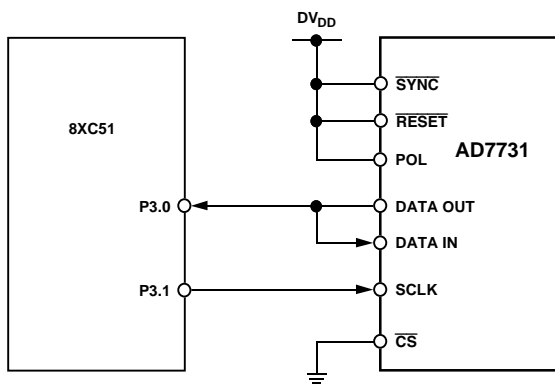 DVDD
SYNC
8XC51
RESET
AD7731
POL
P3.0
DATA OUT
DATA IN
P3.1
SCLK
CS